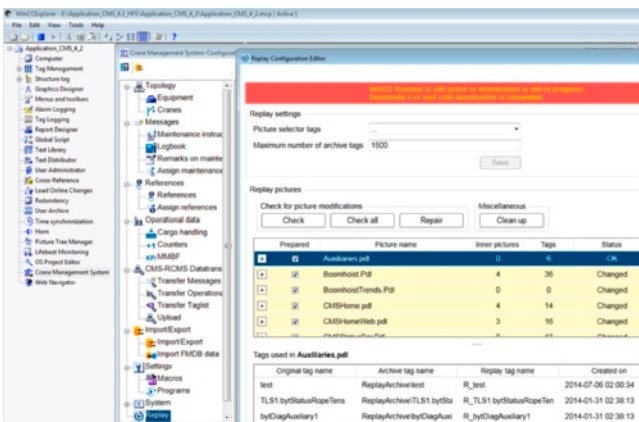 WinCCExplorer - E:\Application_CMS_4.2_HF1\Application_CMS_4_2\Application_CMS_4_2.mcp [ Active ]
File Edit View Tools Help
Application_CMS_4_2
Computer
Tag Management
Structure tag
Graphics Designer
Menus and toolbars
Alarm Logging
Tag Logging
Report Designer
Global Script
Text Library
Text Distributor
User Administrator
Cross-Reference
Load Online Changes
Redundancy
User Archive
Time synchronization
Horn
Picture Tree Manager
Lifebeat Monitoring
OS Project Editor
Crane Management System
Web Navigator
Crane Management System-Configurat
Topology
Equipment
Cranes
Messages
Maintenance instruc
Logbook
Remarks on mainte
Assign maintenance
References
References
Assign references
Operational data
Cargo handling
Counters
KPI MMBF
CMS-RCMS Datatrans
Transfer Messages
Transfer Operationa
Transfer Taglist
Upload
Import/Export
Import/Export
Import FMDB data
Settings
Macros
Programs
System
Replay
Replay Configuration Editor
WinCC Runtime is still active or deactivation is still in progress.
Deactivate it or wait until deactivation is completed.
Replay settings
Picture selector tags ...
Maximum number of archive tags 1500
Save
Replay pictures
Check for picture modifications Miscellaneous
Check Check all Repair Clean up
Prepared Picture name Inner pictures Tags Status
Auxiliaries.pdl 0 6 OK
Boomhoist.Pdl 4 36 Changed
BoomhoistTrends.Pdl 0 0 Changed
CMSHome.pdl 4 14 Changed
CMSHomeWeb.pdl 3 16 Changed
Tags used in Auxiliaries.pdl
Original tag name Archive tag name Replay tag name Created on
test ReplayArchive\test R_test 2014-07-06 02:00:34
TLS1.bytStatusRopeTens ReplayArchive\TLS1.bytSta R_TLS1.bytStatusRopeTen 2014-01-31 02:38:13
bytDiagAuxiliary1 ReplayArchive\bytDiagAuxi R_bytDiagAuxiliary1 2014-01-31 02:38:13